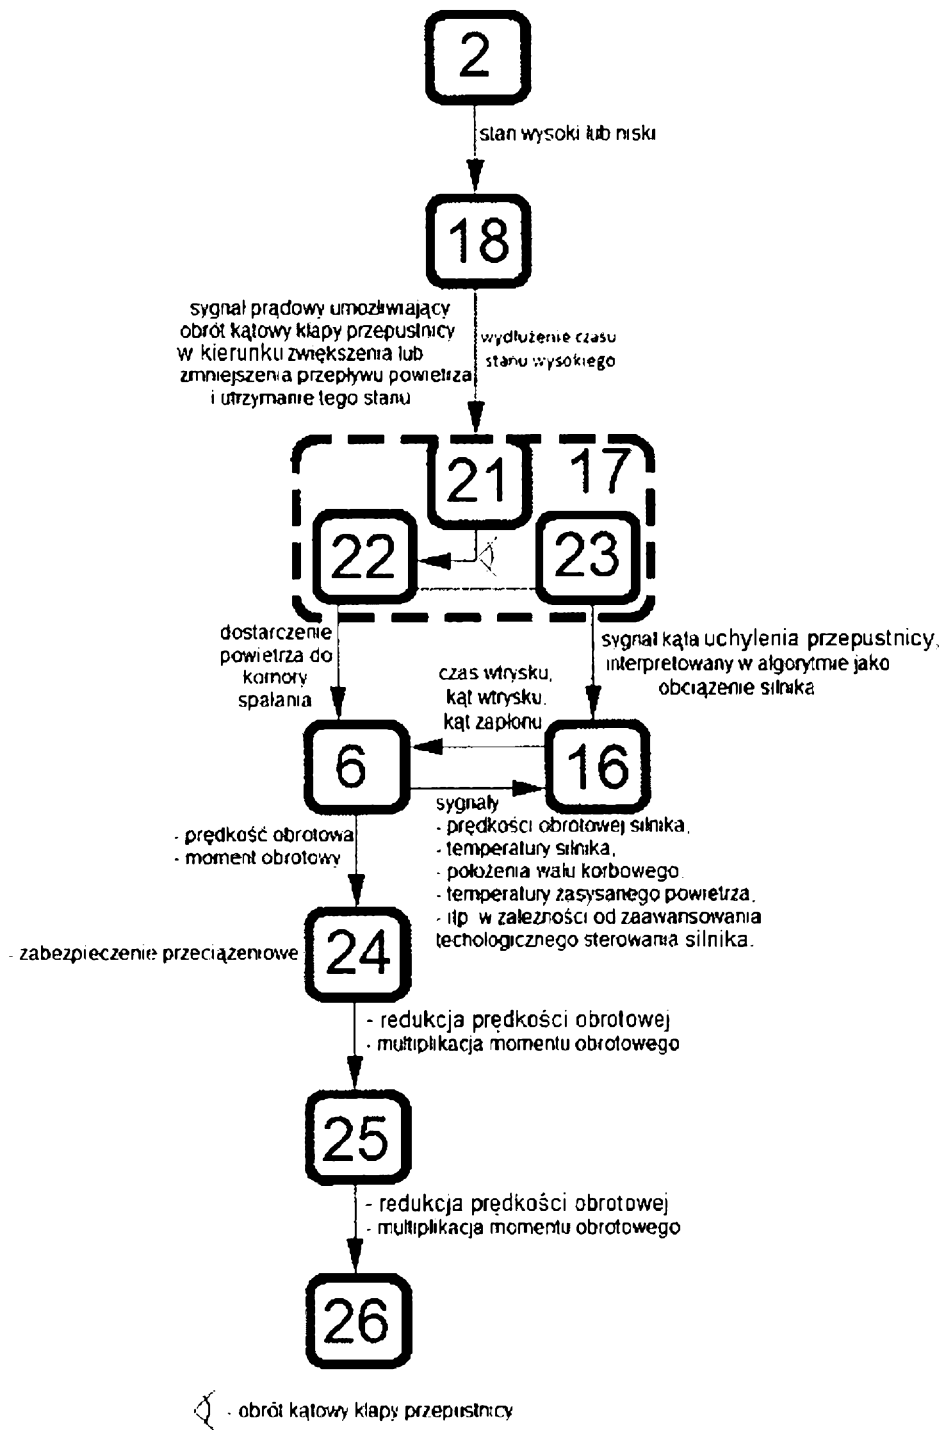 2
stan wysoki lub niski
18
sygnał prądowy umożliwiający
obrót kątowy klapy przepustnicy
w kierunku zwiększenia lub
zmniejszenia przepływu powietrza
i utrzymanie tego stanu
wydłużenie czasu
stanu wysokiego
21
17
22
23
dostarczenie
powietrza do
komory
spalania
sygnał kąta uchylenia przepustnicy,
interpretowany w algorytmie jako
obciążenie silnika
czas wtrysku,
kąt wtrysku,
kąt zapłonu
6
16
- prędkość obrotowa
- moment obrotowy
sygnały
- prędkości obrotowej silnika,
- temperatury silnika,
- położenia wału korbowego.
- temperatury zasysanego powietrza,
- itp w zależności od zaawansowania
techologicznego sterowania silnika.
- zabezpieczenie przeciążeniowe
24
- redukcja prędkości obrotowej
- multiplikacja momentu obrotowego
25
- redukcja prędkości obrotowej
- multiplikacja momentu obrotowego
26
- obrót kątowy klapy przepustnicy